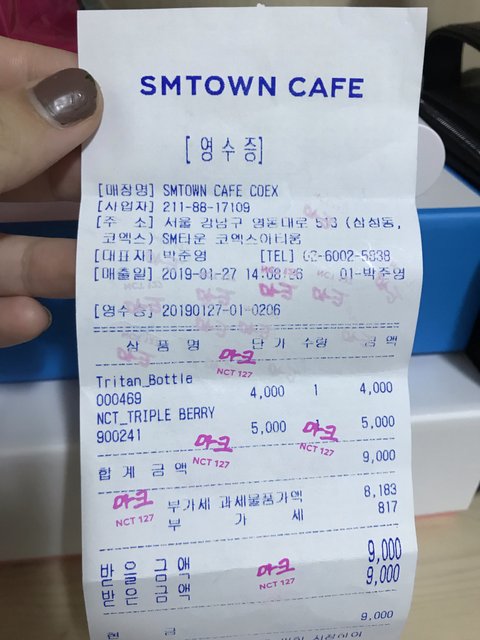 SMTOWN CAFE
[영수증]
[매장명] SMTOWN CAFE COEX
[사업자] 211-88-17109
[주 소] 서울 강남구 영동대로 513 (삼성동,
코엑스) SM타운 코엑스아티움
[대표자] 박준영 [TEL] 02-6002-5838
[매출일] 2019-01-27 14:08: 01-박준영
[영수증] 20190127-01-0206
상 품 명 단 가 수량 금 액
마크
NCT 127
Tritan_Bottle
000469 4,000 1 4,000
NCT_TRIPLE BERRY
900241 5,000 1 5,000
마크 마크
NCT 127 NCT 127
합 계 금 액 9,000
마크
NCT 127
부가세 과세물품가액 8,183
부 가 세 817
받 을 금 액 9,000
받 은 금 액 9,000
마크
NCT 127
현 금 9,000